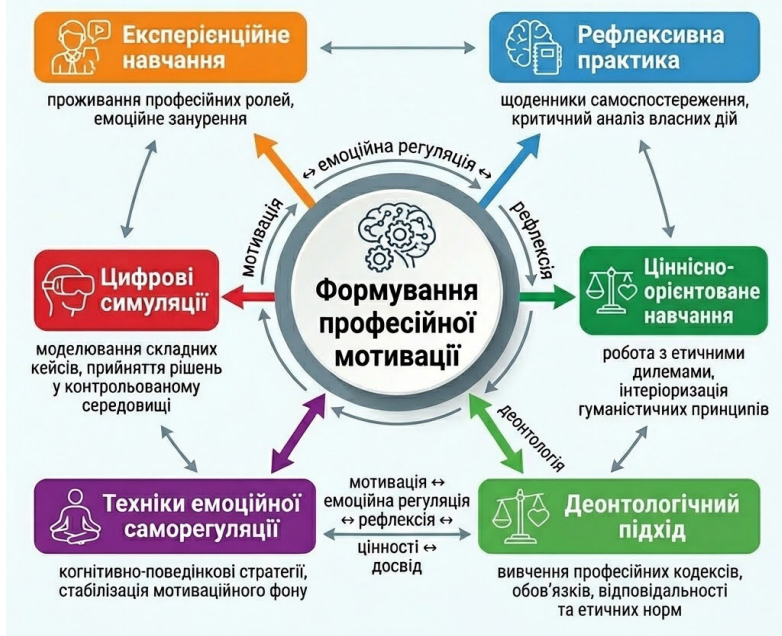 Експерієнційне
навчання
проживання професійних ролей,
емоційне занурення
Рефлексивна
практика
щоденники самоспостереження,
критичний аналіз власних дій
↔ емоційна регуляція ↔
мотивація
рефлексія
Формування
професійної
мотивації
Цифрові
симуляції
моделювання складних
кейсів, прийняття рішень
у контрольованому
середовищі
Ціннісно-
орієнтоване
навчання
робота з етичними
дилемами,
інтеріоризація
гуманістичних принципів
деонтологія
Техніки емоційної
саморегуляції
когнітивно-поведінкові стратегії,
стабілізація мотиваційного фону
мотивація ↔
емоційна регуляція
↔ рефлексія ↔
цінності ↔
досвід
Деонтологічний
підхід
вивчення професійних кодексів,
обов’язків, відповідальності
та етичних норм